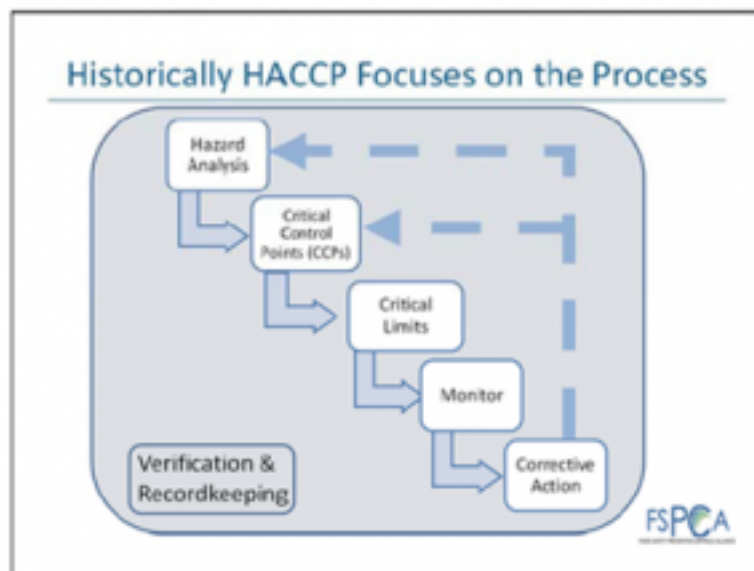 Historically HACCP Focuses on the Process
Hazard
Analysis
Critical
Control
Points (CCPs)
Critical
Limits
Monitor
Corrective
Action
Verification &
Recordkeeping
FSPCA